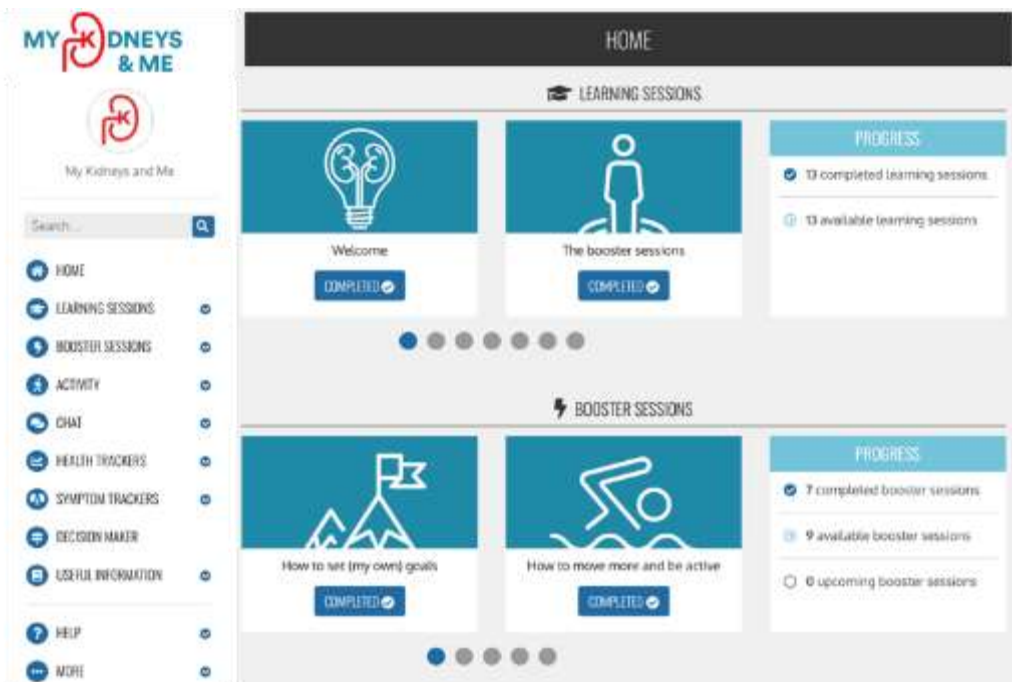 MY KIDNEYS
& ME
K
My Kidneys and Me
Search...
HOME
LEARNING SESSIONS
BOOSTER SESSIONS
ACTIVITY
CHAT
HEALTH TRACKERS
SYMPTOM TRACKERS
DECISION MAKER
USEFUL INFORMATION
HELP
MORE
HOME
LEARNING SESSIONS
Welcome
COMPLETED
The booster sessions
COMPLETED
PROGRESS
13 completed learning sessions
13 available learning sessions
BOOSTER SESSIONS
How to set (my own) goals
COMPLETED
How to move more and be active
COMPLETED
PROGRESS
7 completed booster sessions
9 available booster sessions
0 upcoming booster sessions